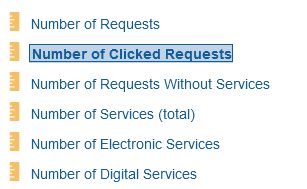 Number of Requests
Number of Clicked Requests
Number of Requests Without Services
Number of Services (total)
Number of Electronic Services
Number of Digital Services